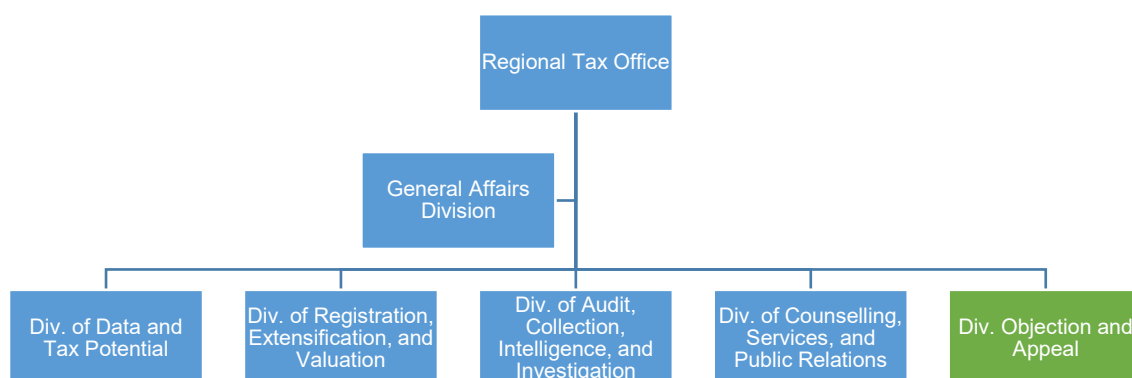 Regional Tax Office
General Affairs
Division
Div. of Data and
Tax Potential
Div. of Registration,
Extensification, and
Valuation
Div. of Audit,
Collection,
Intelligence, and
Investigation
Div. of Counselling,
Services, and
Public Relations
Div. Objection and
Appeal